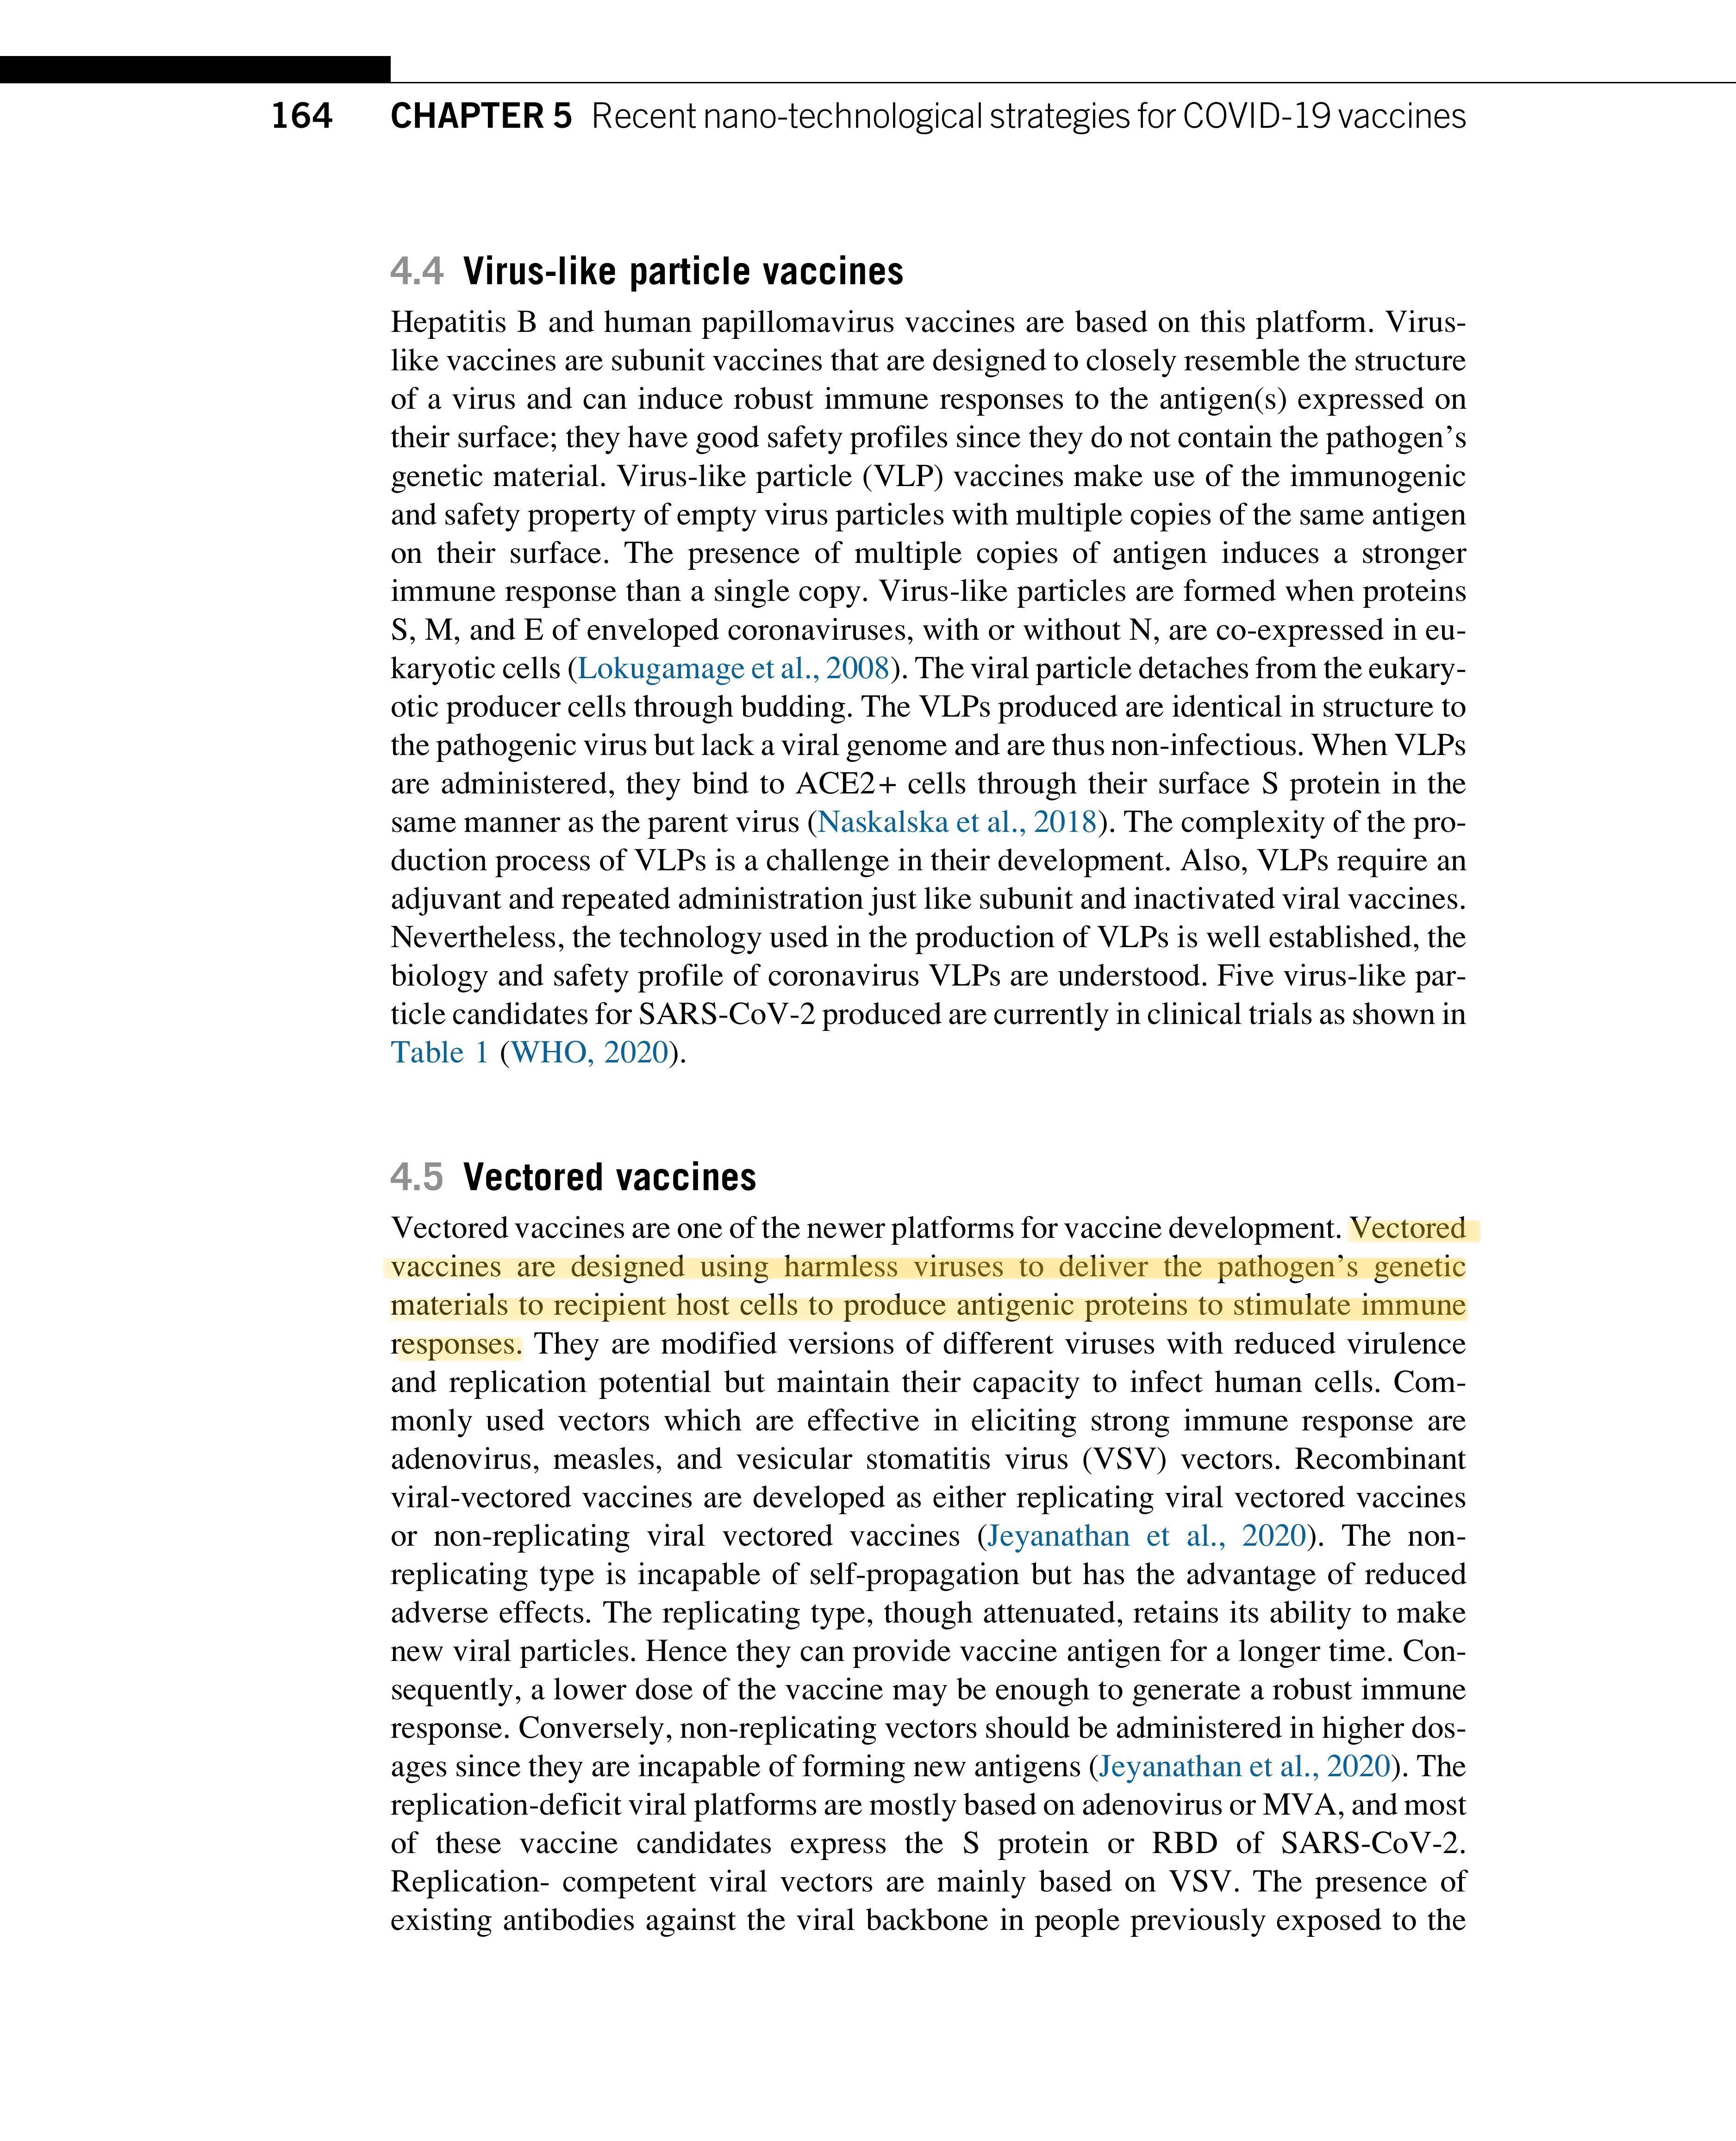 164 CHAPTER 5 Recent nano-technological strategies for COVID-19 vaccines
4.4 Virus-like particle vaccines
Hepatitis B and human papillomavirus vaccines are based on this platform. Virus-
like vaccines are subunit vaccines that are designed to closely resemble the structure
of a virus and can induce robust immune responses to the antigen(s) expressed on
their surface; they have good safety profiles since they do not contain the pathogen’s
genetic material. Virus-like particle (VLP) vaccines make use of the immunogenic
and safety property of empty virus particles with multiple copies of the same antigen
on their surface. The presence of multiple copies of antigen induces a stronger
immune response than a single copy. Virus-like particles are formed when proteins
S, M, and E of enveloped coronaviruses, with or without N, are co-expressed in eu-
karyotic cells (Lokugamage et al., 2008). The viral particle detaches from the eukary-
otic producer cells through budding. The VLPs produced are identical in structure to
the pathogenic virus but lack a viral genome and are thus non-infectious. When VLPs
are administered, they bind to ACE2+ cells through their surface S protein in the
same manner as the parent virus (Naskalska et al., 2018). The complexity of the pro-
duction process of VLPs is a challenge in their development. Also, VLPs require an
adjuvant and repeated administration just like subunit and inactivated viral vaccines.
Nevertheless, the technology used in the production of VLPs is well established, the
biology and safety profile of coronavirus VLPs are understood. Five virus-like par-
ticle candidates for SARS-CoV-2 produced are currently in clinical trials as shown in
Table 1 (WHO, 2020).
4.5 Vectored vaccines
Vectored vaccines are one of the newer platforms for vaccine development. Vectored
vaccines are designed using harmless viruses to deliver the pathogen’s genetic
materials to recipient host cells to produce antigenic proteins to stimulate immune
responses. They are modified versions of different viruses with reduced virulence
and replication potential but maintain their capacity to infect human cells. Com-
monly used vectors which are effective in eliciting strong immune response are
adenovirus, measles, and vesicular stomatitis virus (VSV) vectors. Recombinant
viral-vectored vaccines are developed as either replicating viral vectored vaccines
or non-replicating viral vectored vaccines (Jeyanathan et al., 2020). The non-
replicating type is incapable of self-propagation but has the advantage of reduced
adverse effects. The replicating type, though attenuated, retains its ability to make
new viral particles. Hence they can provide vaccine antigen for a longer time. Con-
sequently, a lower dose of the vaccine may be enough to generate a robust immune
response. Conversely, non-replicating vectors should be administered in higher dos-
ages since they are incapable of forming new antigens (Jeyanathan et al., 2020). The
replication-deficit viral platforms are mostly based on adenovirus or MVA, and most
of these vaccine candidates express the S protein or RBD of SARS-CoV-2.
Replication- competent viral vectors are mainly based on VSV. The presence of
existing antibodies against the viral backbone in people previously exposed to the